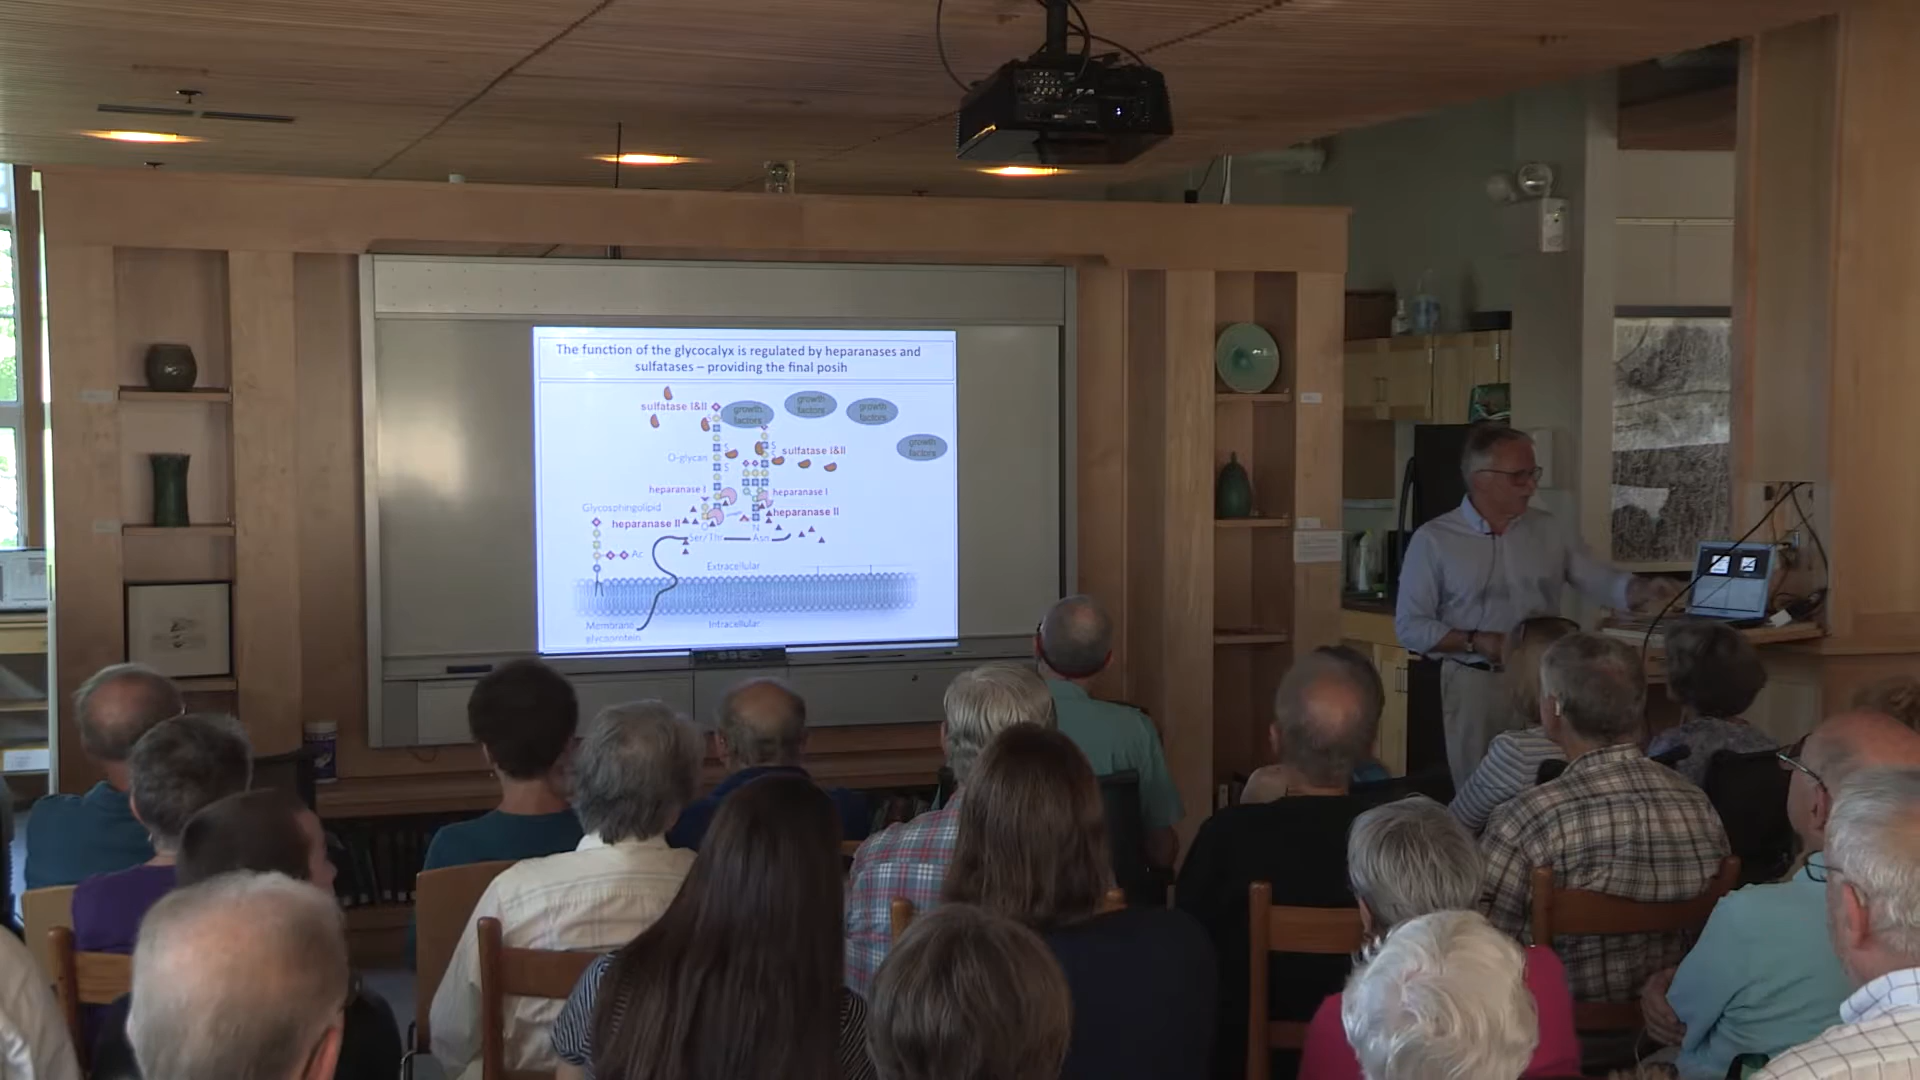 The function of the glycocalyx is regulated by heparanases and
sulfatases – providing the final posih
sulfatase I&II
growth
factors
growth
factors
growth
factors
growth
factors
S
O-glycan
S
S
S
sulfatase I&II
heparanase I
heparanase I
Glycosphingolipid
heparanase II
heparanase II
O
N
Ser/Thr
Asn
Ac
Extracellular
Membrane
glycoprotein
Intracellular